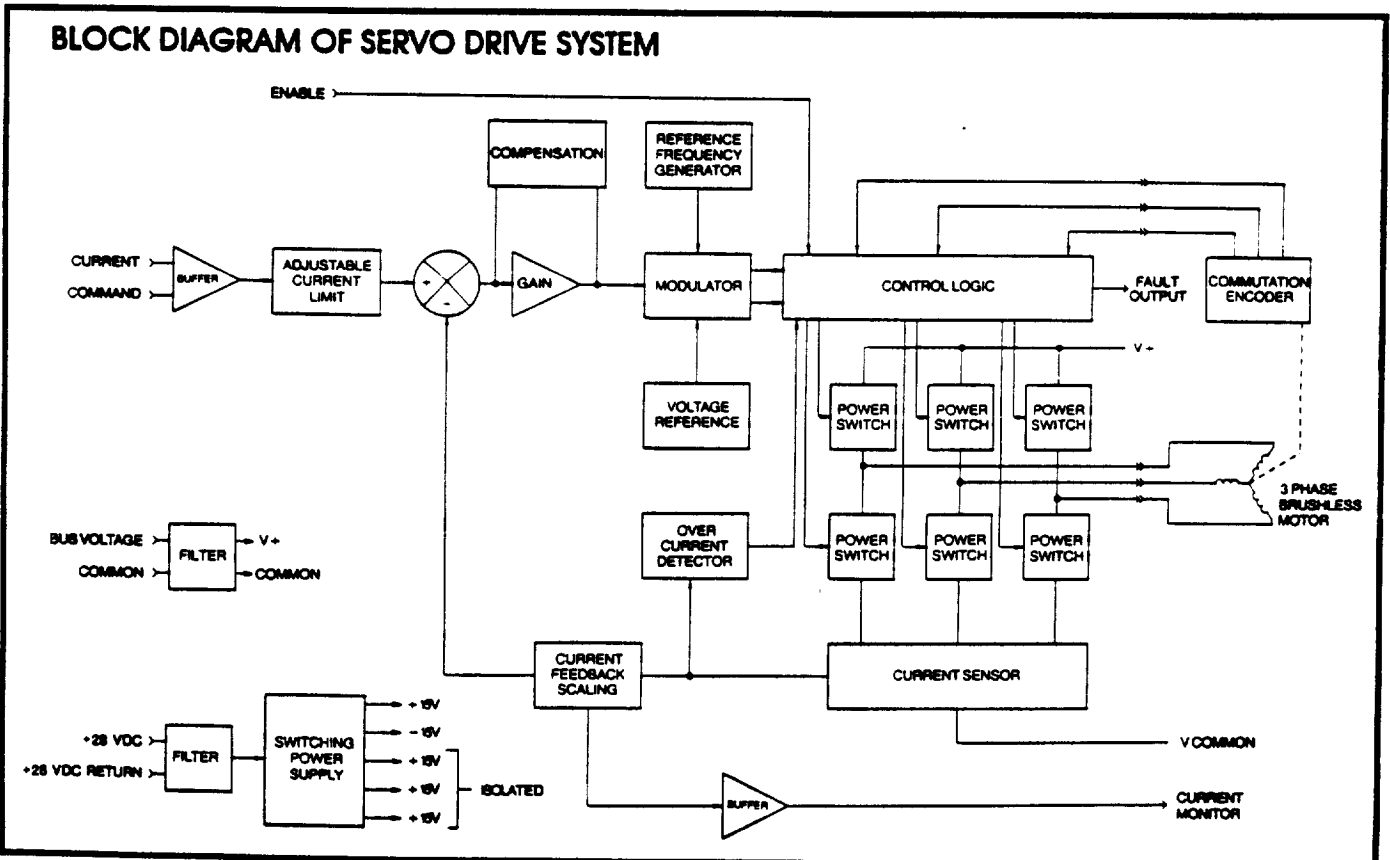 BLOCK DIAGRAM OF SERVO DRIVE SYSTEM
ENABLE
COMPENSATION
REFERENCE
FREQUENCY
GENERATOR
CURRENT
COMMAND
BUFFER
ADJUSTABLE
CURRENT
LIMIT
+
-
GAIN
MODULATOR
CONTROL LOGIC
FAULT
OUTPUT
COMMUTATION
ENCODER
V +
VOLTAGE
REFERENCE
POWER
SWITCH
POWER
SWITCH
POWER
SWITCH
3 PHASE
BRUSHLESS
MOTOR
BUS VOLTAGE
COMMON
FILTER
V +
COMMON
OVER
CURRENT
DETECTOR
POWER
SWITCH
POWER
SWITCH
POWER
SWITCH
CURRENT
FEEDBACK
SCALING
CURRENT SENSOR
+28 VDC
+28 VDC RETURN
FILTER
SWITCHING
POWER
SUPPLY
+ 15V
- 15V
+ 15V
+ 15V
+ 15V
ISOLATED
V COMMON
BUFFER
CURRENT
MONITOR